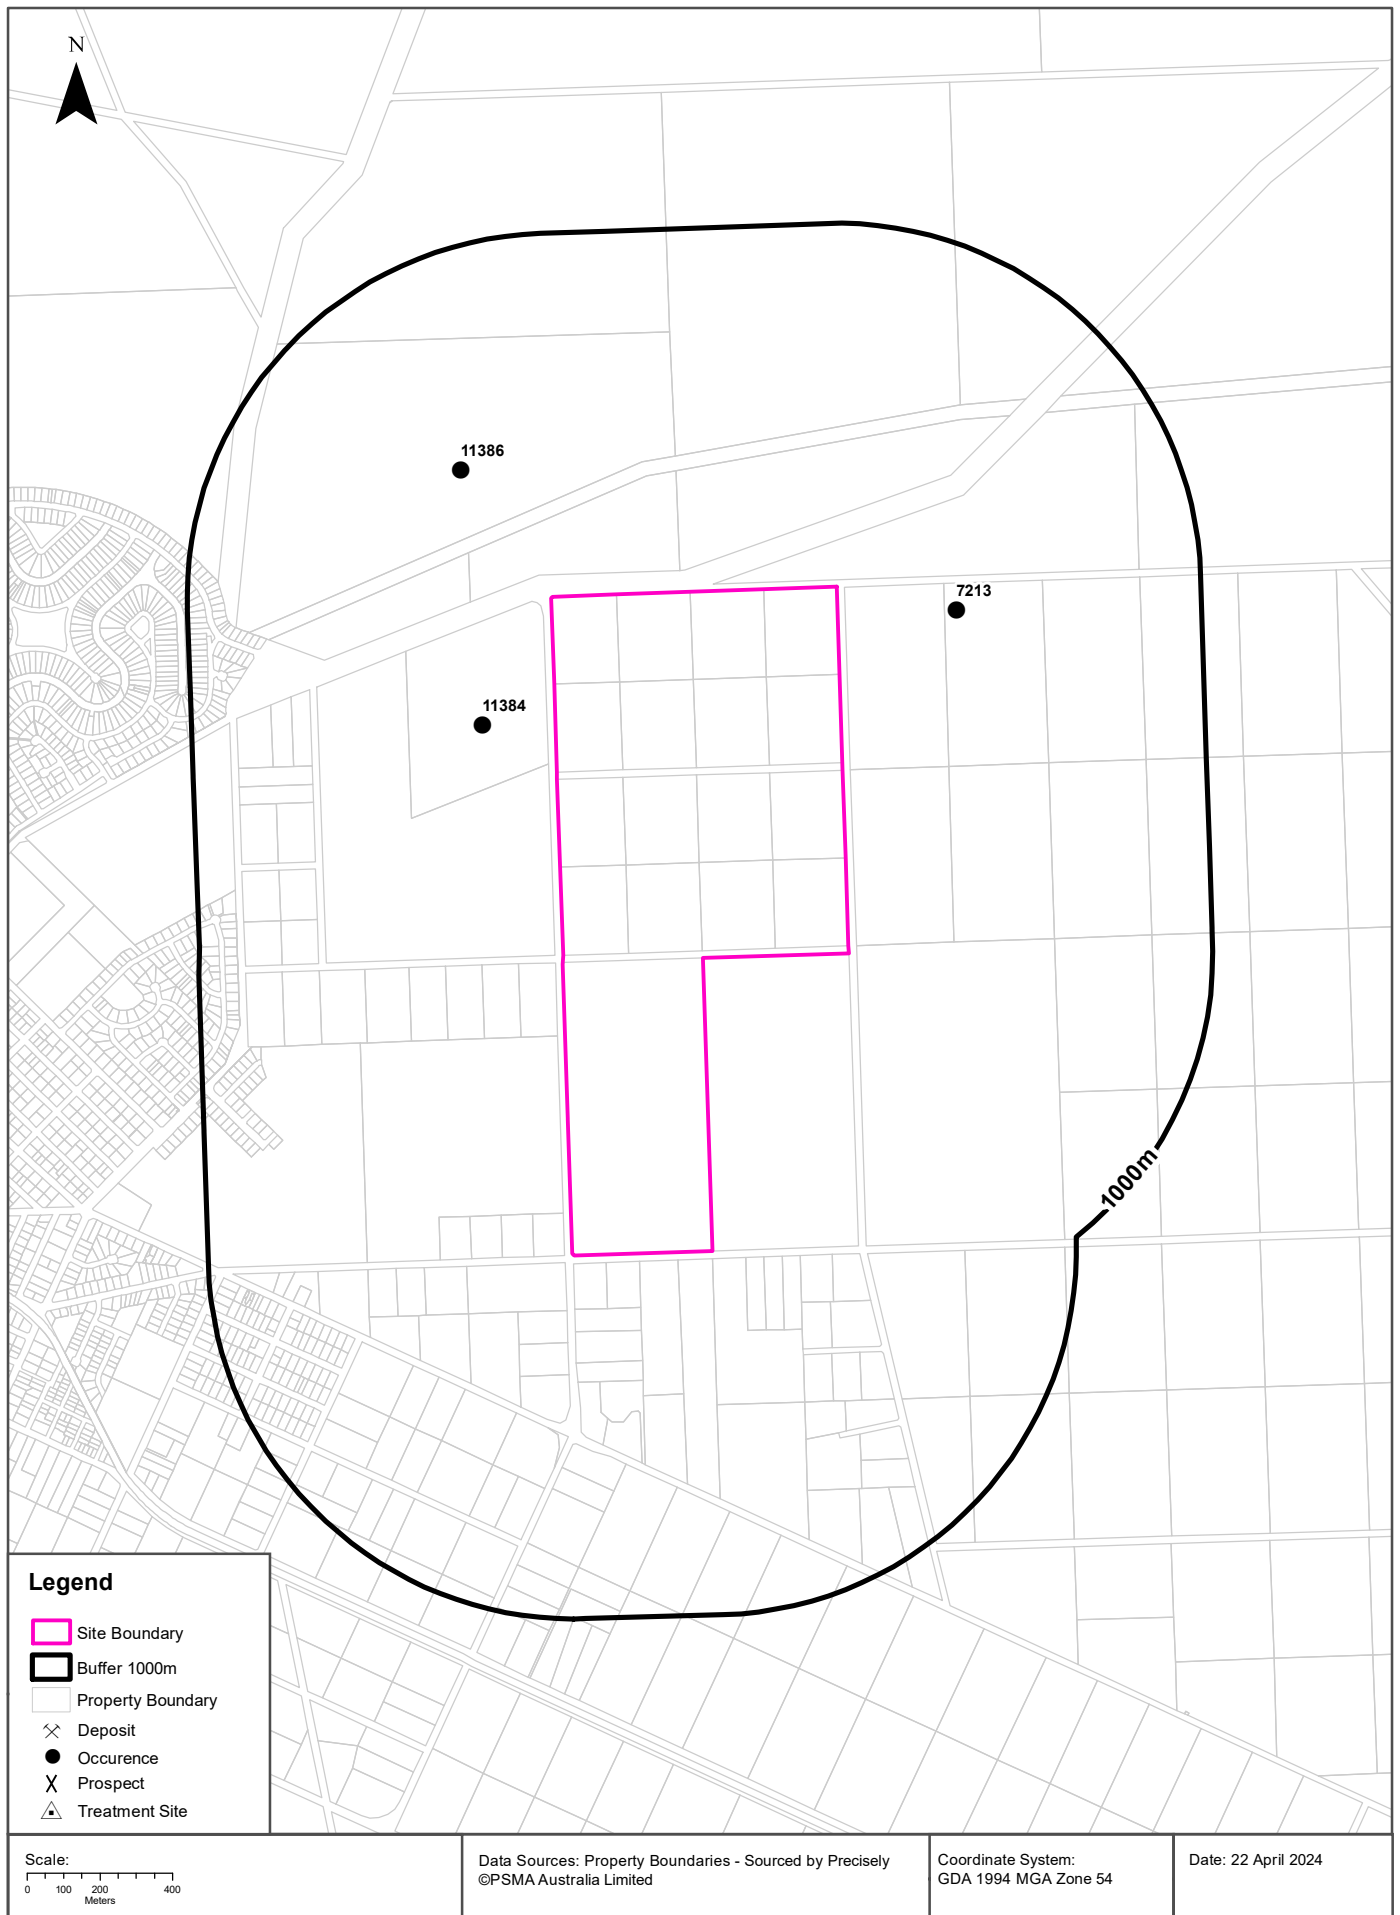 N
11386
7213
11384
1000m
Legend
Site Boundary
Buffer 1000m
Property Boundary
Deposit
Occurence
Prospect
Treatment Site
Scale:
0 100 200 400
Meters
Data Sources: Property Boundaries - Sourced by Precisely
©PSMA Australia Limited
Coordinate System:
GDA 1994 MGA Zone 54
Date: 22 April 2024